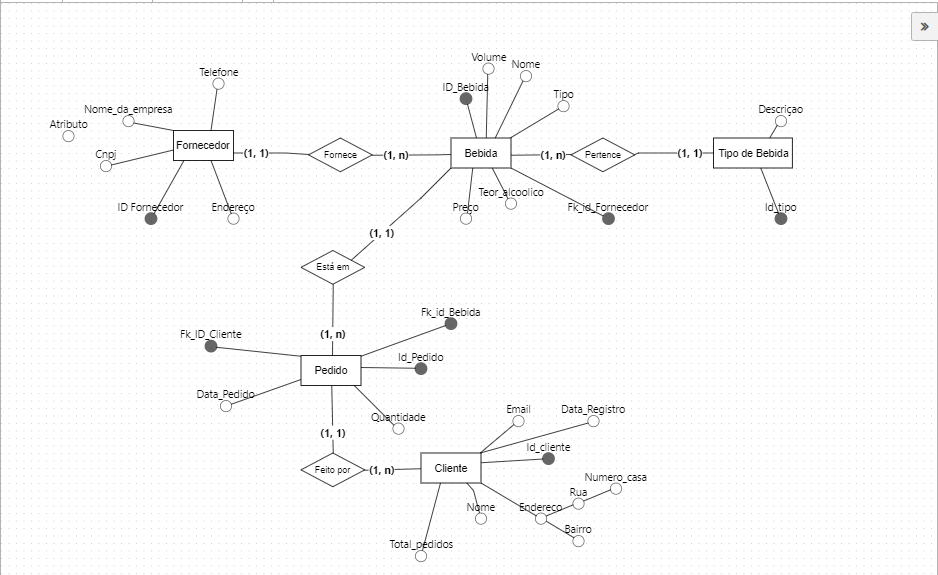 »
Volume
Nome
Telefone
ID_Bebida
Tipo
Nome_da_empresa
Descriçao
Atributo
Fornecedor
(1, 1)
Fornece
(1, n)
Bebida
(1, n)
Pertence
(1, 1)
Tipo de Bebida
Cnpj
Teor_alcoolico
ID Fornecedor
Endereço
Preço
Fk_id_Fornecedor
Id_tipo
(1, 1)
Está em
Fk_id_Bebida
Fk_ID_Cliente
(1, n)
Id_Pedido
Pedido
Data_Pedido
Quantidade
Email
Data_Registro
(1, 1)
Id_cliente
Feito por
(1, n)
Cliente
Numero_casa
Rua
Nome
Endereco
Bairro
Total_pedidos